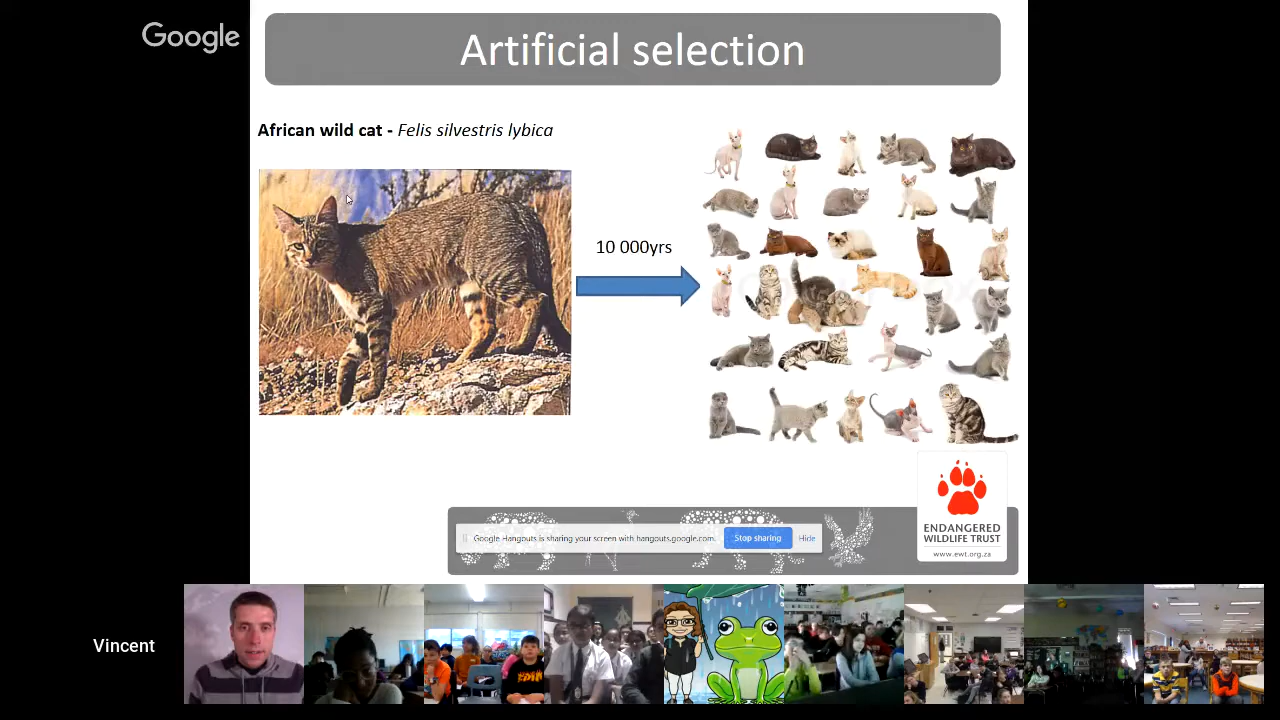 Google
Artificial selection
African wild cat - Felis silvestris lybica
10 000yrs
ENDANGERED
WILDLIFE TRUST
www.ewt.org.za
Google Hangouts is sharing your screen with hangouts.google.com.
Stop sharing
Hide
Vincent